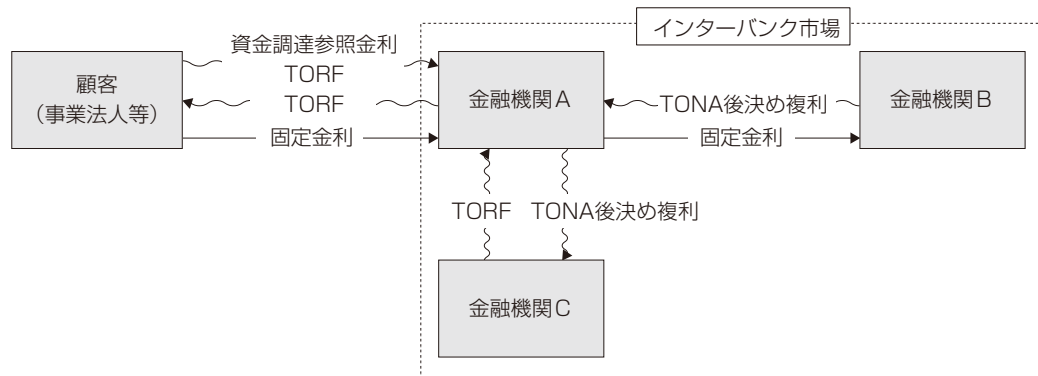 インターバンク市場
資金調達参照金利
TORF
TORF
固定金利
顧客
（事業法人等）
金融機関A
TONA後決め複利
固定金利
金融機関B
TORF
TONA後決め複利
金融機関C